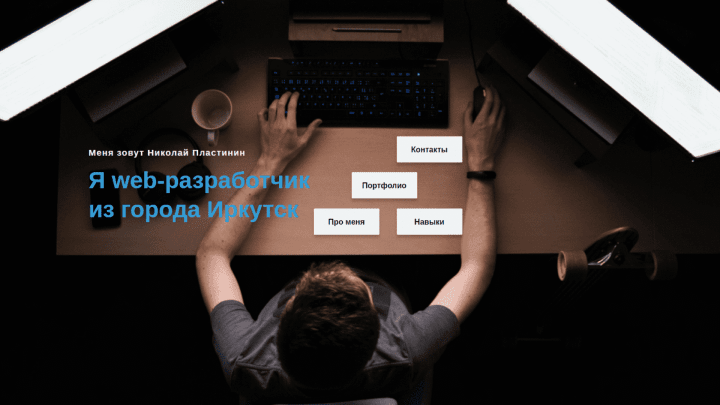 Меня зовут Николай Пластинин
Я web-разработчик
из города Иркутск
Контакты
Портфолио
Про меня
Навыки